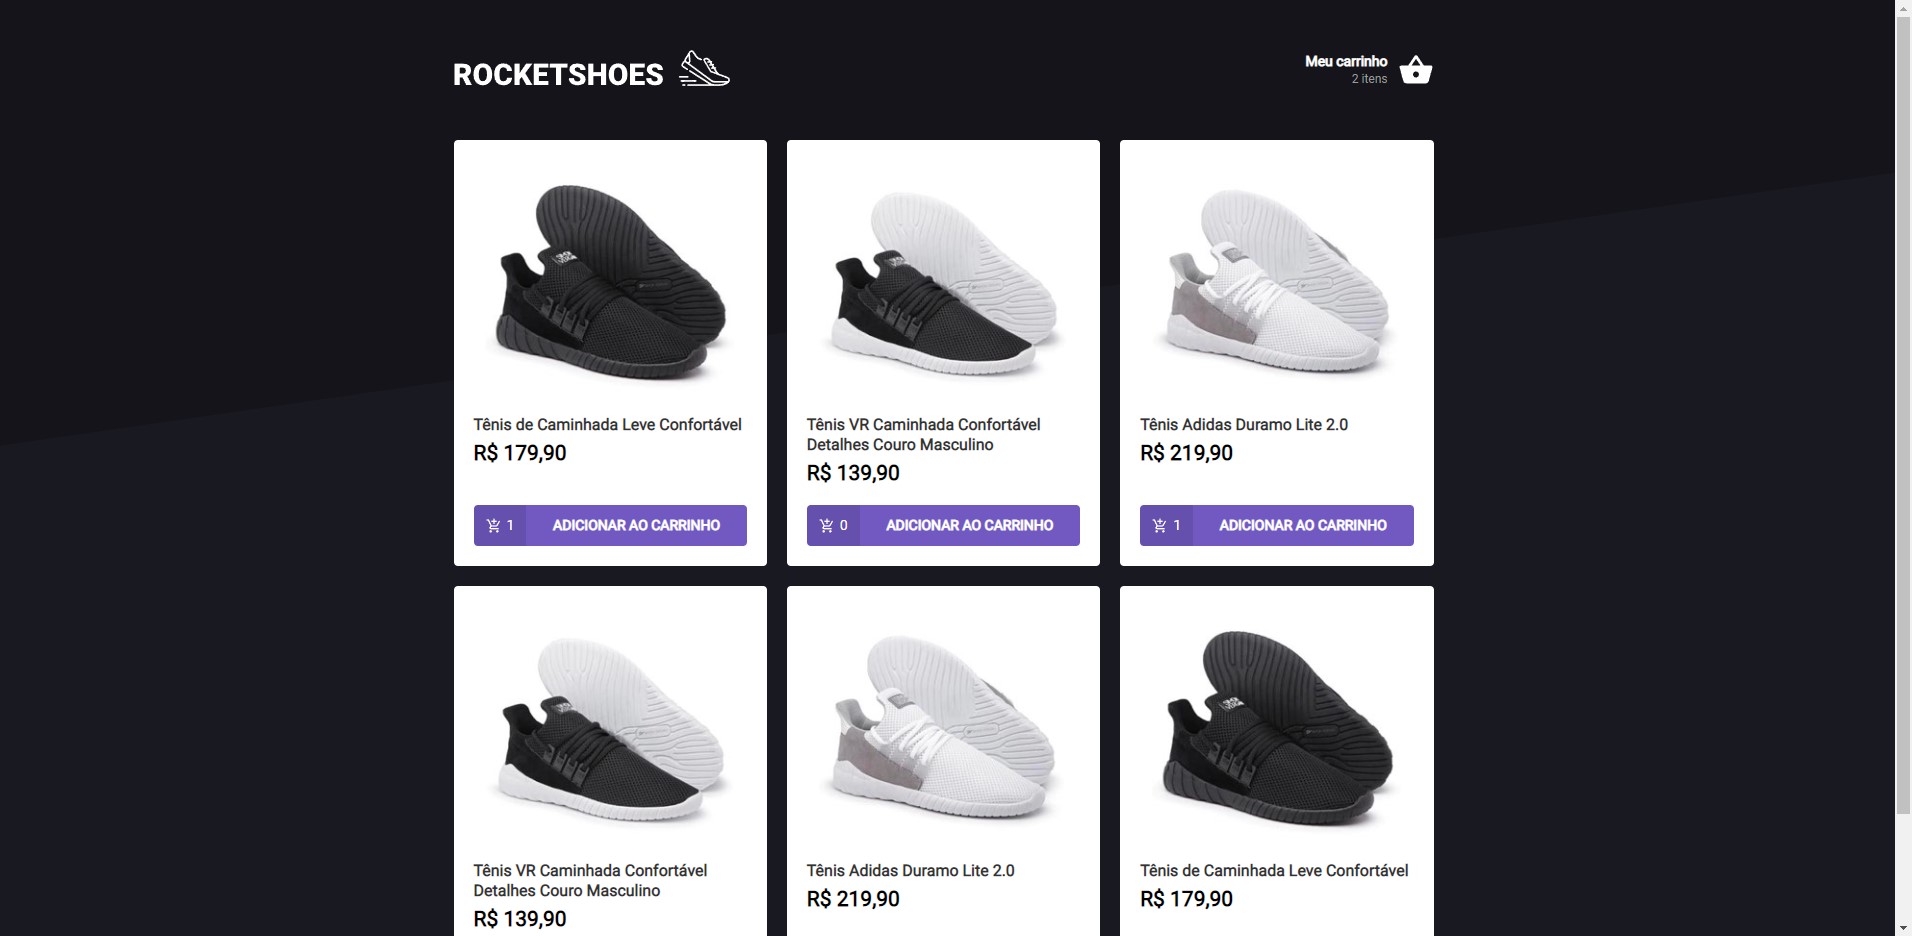 ROCKETSHOES
Meu carrinho
2 itens
Tênis de Caminhada Leve Confortável
R$ 179,90
1 ADICIONAR AO CARRINHO
Tênis VR Caminhada Confortável
Detalhes Couro Masculino
R$ 139,90
0 ADICIONAR AO CARRINHO
Tênis Adidas Duramo Lite 2.0
R$ 219,90
1 ADICIONAR AO CARRINHO
Tênis VR Caminhada Confortável
Detalhes Couro Masculino
R$ 139,90
Tênis Adidas Duramo Lite 2.0
R$ 219,90
Tênis de Caminhada Leve Confortável
R$ 179,90